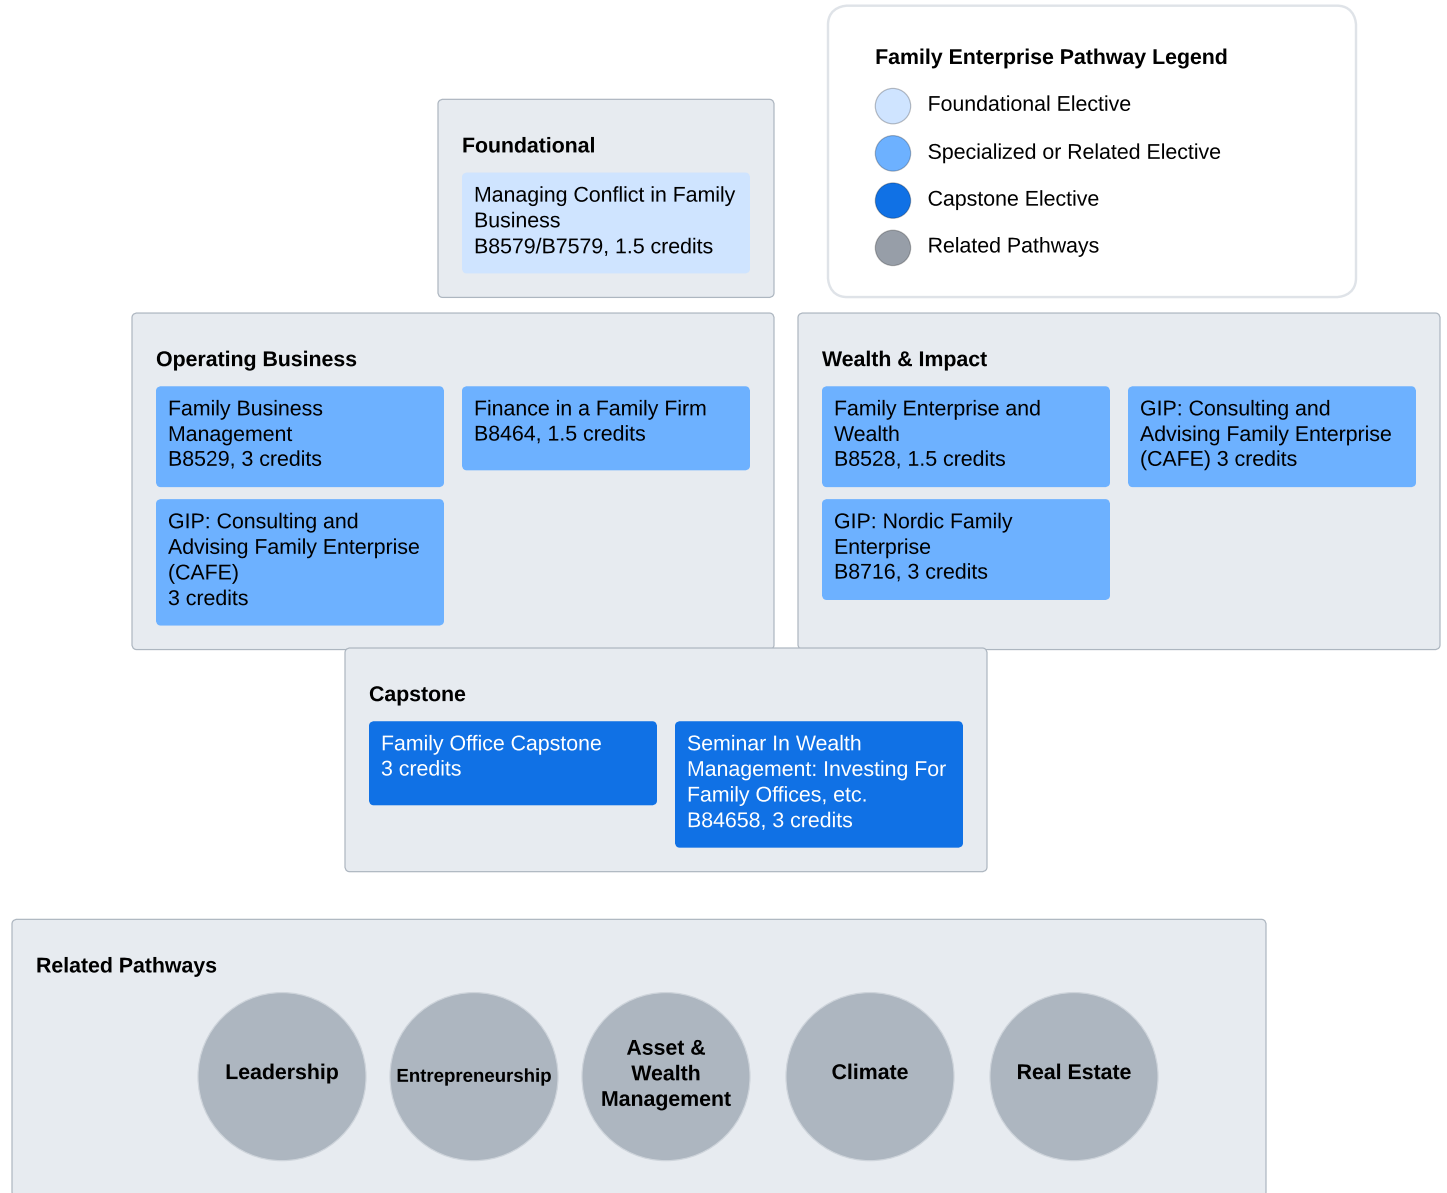 Family Enterprise Pathway Legend
Foundational Elective
Specialized or Related Elective
Capstone Elective
Related Pathways
Foundational
Managing Conflict in Family
Business
B8579/B7579, 1.5 credits
Operating Business
Family Business
Management
B8529, 3 credits
Finance in a Family Firm
B8464, 1.5 credits
GIP: Consulting and
Advising Family Enterprise
(CAFE)
3 credits
Wealth & Impact
Family Enterprise and
Wealth
B8528, 1.5 credits
GIP: Consulting and
Advising Family Enterprise
(CAFE) 3 credits
GIP: Nordic Family
Enterprise
B8716, 3 credits
Capstone
Family Office Capstone
3 credits
Seminar In Wealth
Management: Investing For
Family Offices, etc.
B84658, 3 credits
Related Pathways
Leadership
Entrepreneurship
Asset &
Wealth
Management
Climate
Real Estate